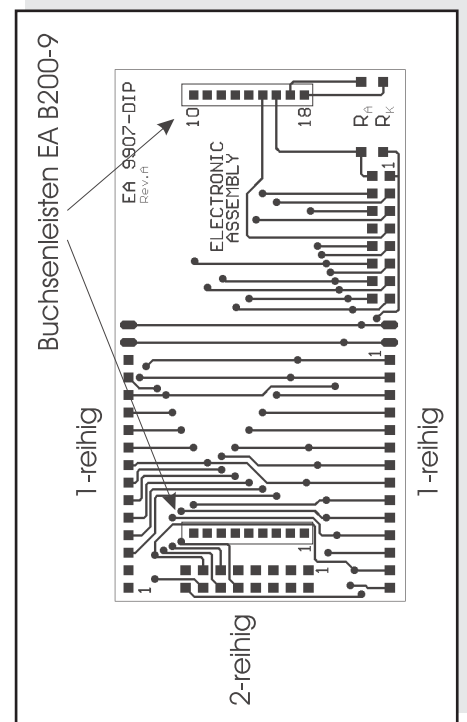 Buchsenleisten EA B200-9
EA 9907-DIP
Rev.A
10
18
ELECTRONIC
ASSEMBLY
RA
RK
1
1
1-reihig
1-reihig
1
1
1
2-reihig